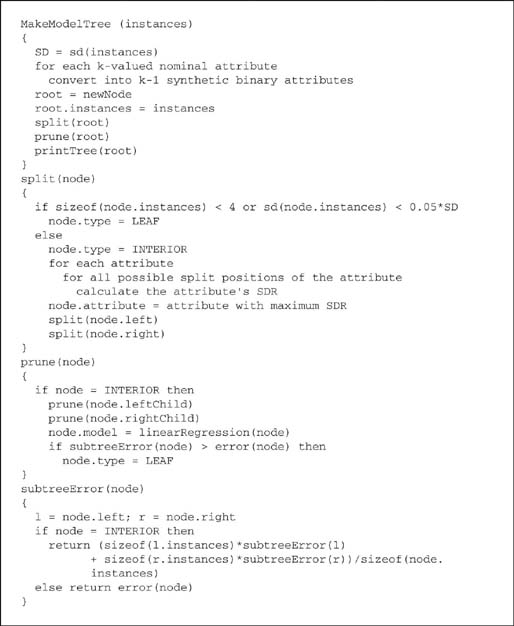 MakeModelTree (instances)
{
  SD = sd(instances)
  for each k-valued nominal attribute
    convert into k-1 synthetic binary attributes
  root = newNode
  root.instances = instances
  split(root)
  prune(root)
  printTree(root)
}
split(node)
{
  if sizeof(node.instances) < 4 or sd(node.instances) < 0.05*SD
    node.type = LEAF
  else
    node.type = INTERIOR
    for each attribute
      for all possible split positions of the attribute
        calculate the attribute's SDR
    node.attribute = attribute with maximum SDR
    split(node.left)
    split(node.right)
}
prune(node)
{
  if node = INTERIOR then
    prune(node.leftChild)
    prune(node.rightChild)
    node.model = linearRegression(node)
    if subtreeError(node) > error(node) then
      node.type = LEAF
}
subtreeError(node)
{
  l = node.left; r = node.right
  if node = INTERIOR then
    return (sizeof(l.instances)*subtreeError(l)
          + sizeof(r.instances)*subtreeError(r))/sizeof(node.
          instances)
  else return error(node)
}